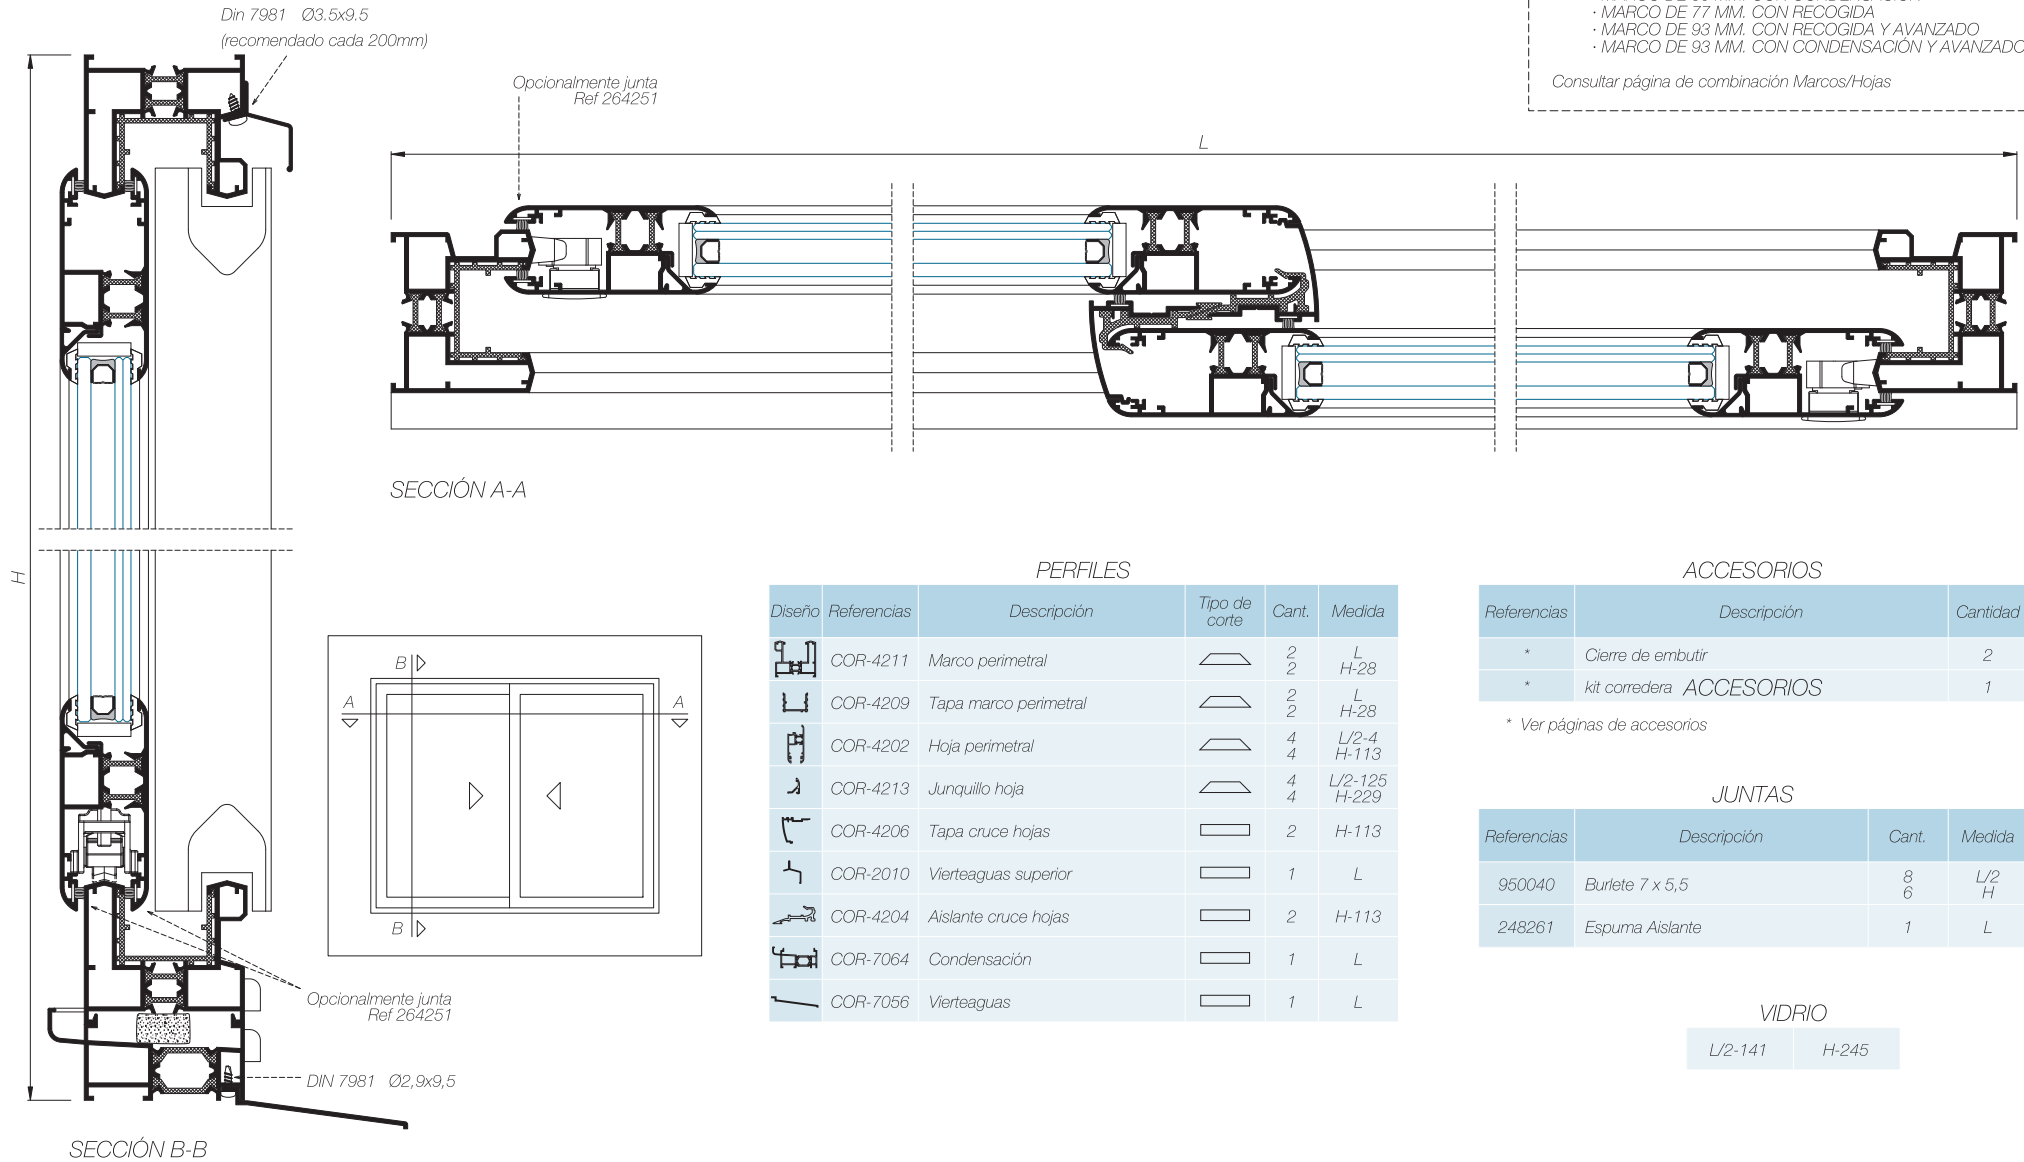 Din 7981 Ø3.5x9.5
(recomendado cada 200mm)
· MARCO DE 77 MM. CON RECOGIDA
· MARCO DE 93 MM. CON RECOGIDA Y AVANZADO
· MARCO DE 93 MM. CON CONDENSACIÓN Y AVANZADO
Consultar página de combinación Marcos/Hojas
Opcionalmente junta
Ref 264251
L
H
SECCIÓN A-A
B
A
A
B
Opcionalmente junta
Ref 264251
DIN 7981 Ø2,9x9,5
SECCIÓN B-B
PERFILES
Diseño Referencias Descripción Tipo de corte Cant. Medida
COR-4211 Marco perimetral 2 L
2 H-28
COR-4209 Tapa marco perimetral 2 L
2 H-28
COR-4202 Hoja perimetral 4 L/2-4
4 H-113
COR-4213 Junquillo hoja 4 L/2-125
4 H-229
COR-4206 Tapa cruce hojas 2 H-113
COR-2010 Vierteaguas superior 1 L
COR-4204 Aislante cruce hojas 2 H-113
COR-7064 Condensación 1 L
COR-7056 Vierteaguas 1 L
ACCESORIOS
Referencias Descripción Cantidad
* Cierre de embutir 2
* kit corredera ACCESORIOS 1
* Ver páginas de accesorios
JUNTAS
Referencias Descripción Cant. Medida
950040 Burlete 7 x 5,5 8 L/2
6 H
248261 Espuma Aislante 1 L
VIDRIO
L/2-141 H-245